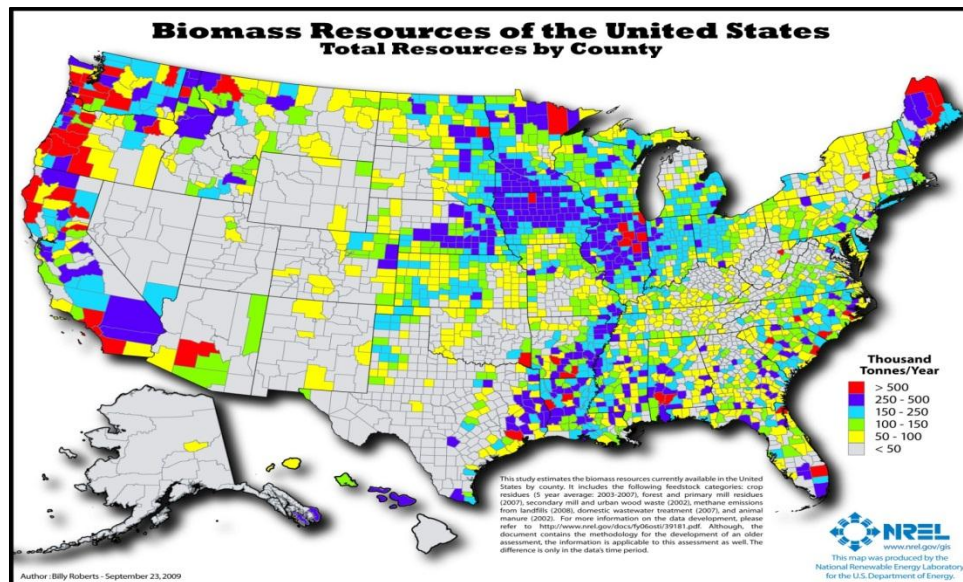 Biomass Resources of the United States
Total Resources by County
Thousand
Tonnes/Year
> 500
250 - 500
150 - 250
100 - 150
50 - 100
< 50
This study estimates the biomass resources currently available in the United
States by county. It includes the following feedstock categories: crop
residues (5 year average: 2003-2007), forest and primary mill residues
(2007), secondary mill and urban wood waste (2002), methane emissions
from landfills (2008), domestic wastewater treatment (2007), and animal
manure (2002). For more information on the data development, please
refer to http://www.nrel.gov/docs/fy06osti/39181.pdf. Although, the
document contains the methodology for the development of an older
assessment, the information is applicable to this assessment as well. The
difference is only in the data's time period.
NREL
www.nrel.gov/gis
This map was produced by the
National Renewable Energy Laboratory
for the U.S. Department of Energy.
Author : Billy Roberts - September 23, 2009